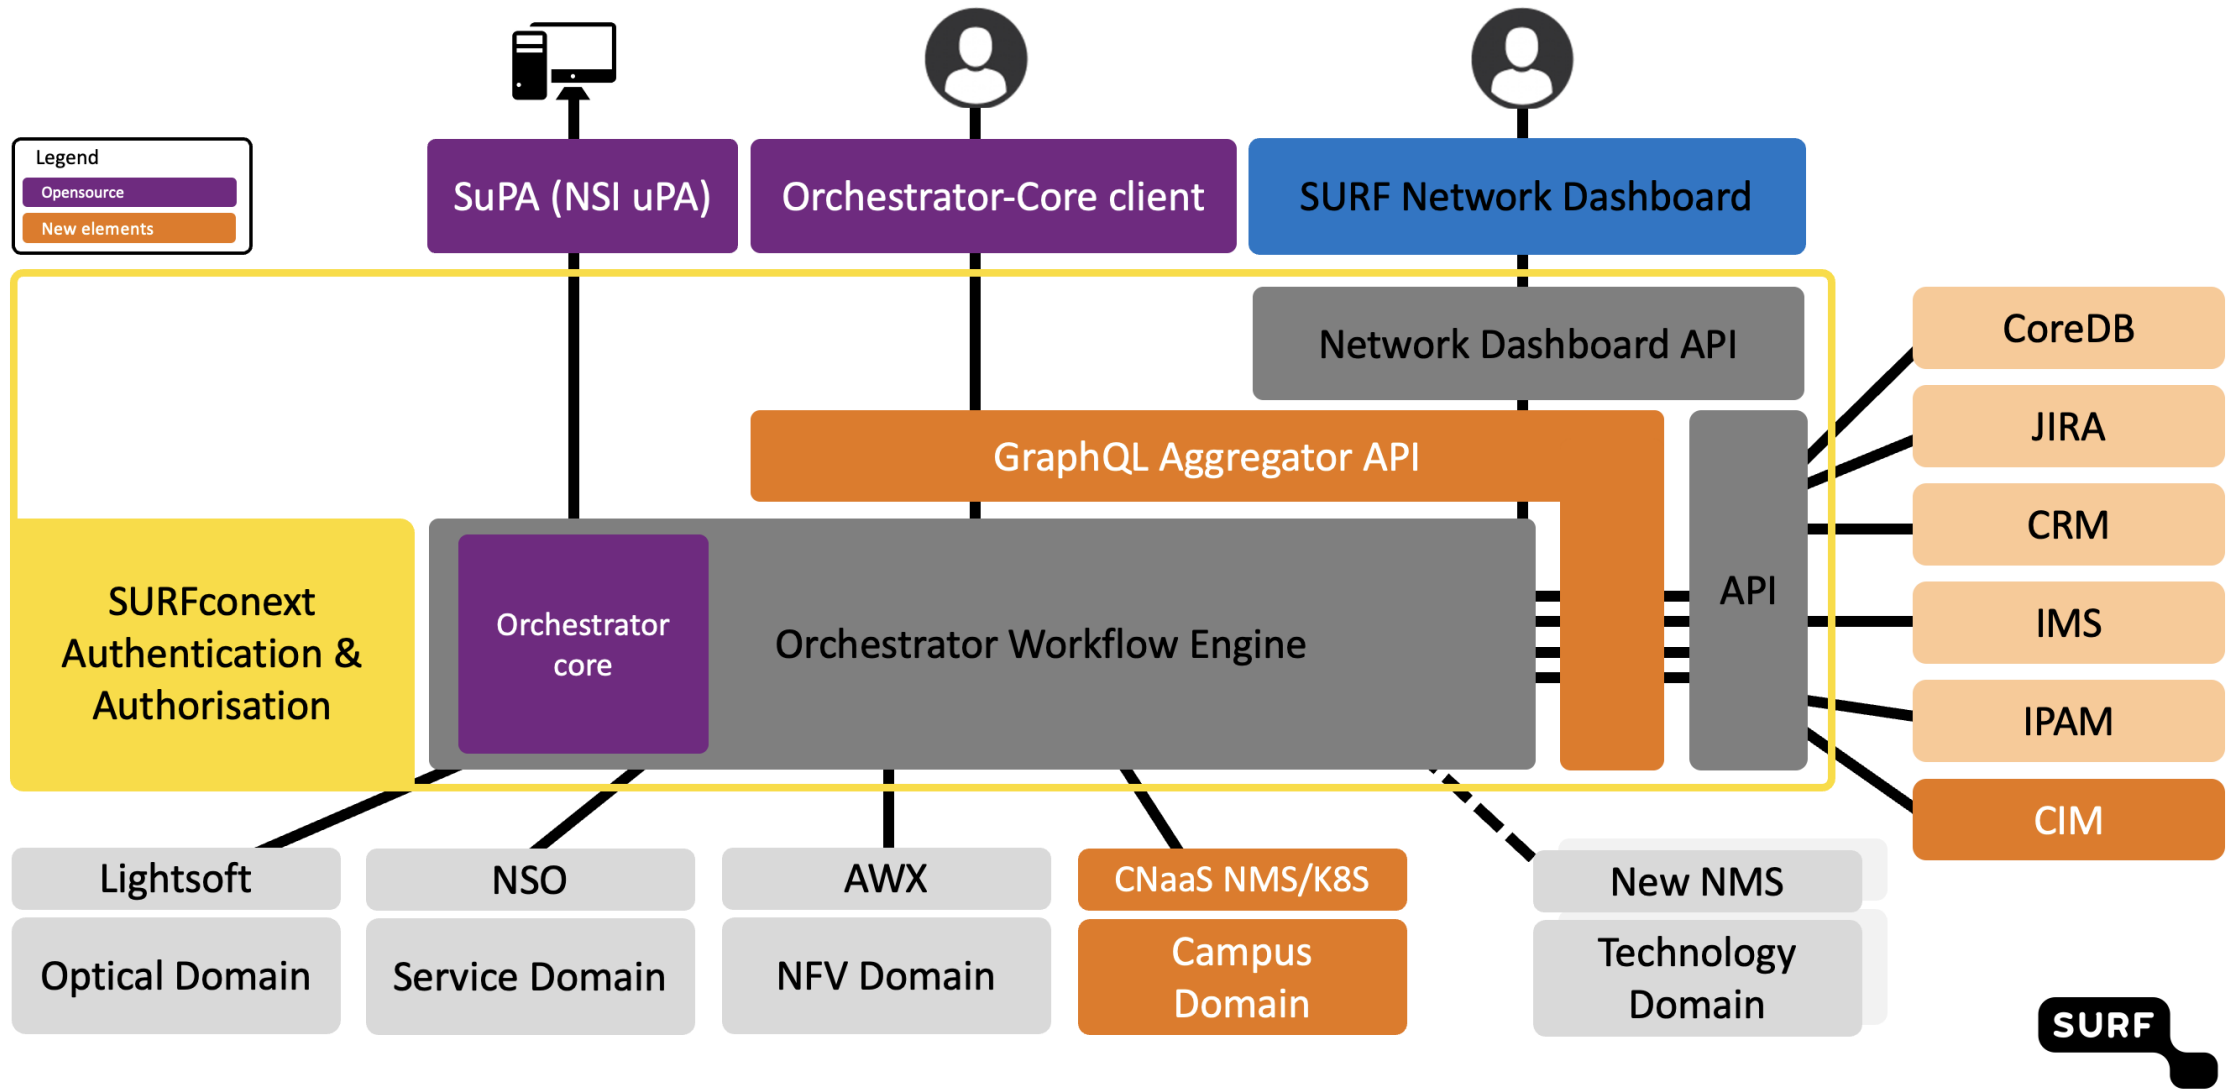 Legend
Opensource
New elements
SuPA (NSI uPA)
Orchestrator-Core client
SURF Network Dashboard
Network Dashboard API
GraphQL Aggregator API
API
SURFconext
Authentication &
Authorisation
Orchestrator
core
Orchestrator Workflow Engine
CoreDB
JIRA
CRM
IMS
IPAM
CIM
Lightsoft
Optical Domain
NSO
Service Domain
AWX
NFV Domain
CNaaS NMS/K8S
Campus
Domain
New NMS
Technology
Domain
SURF